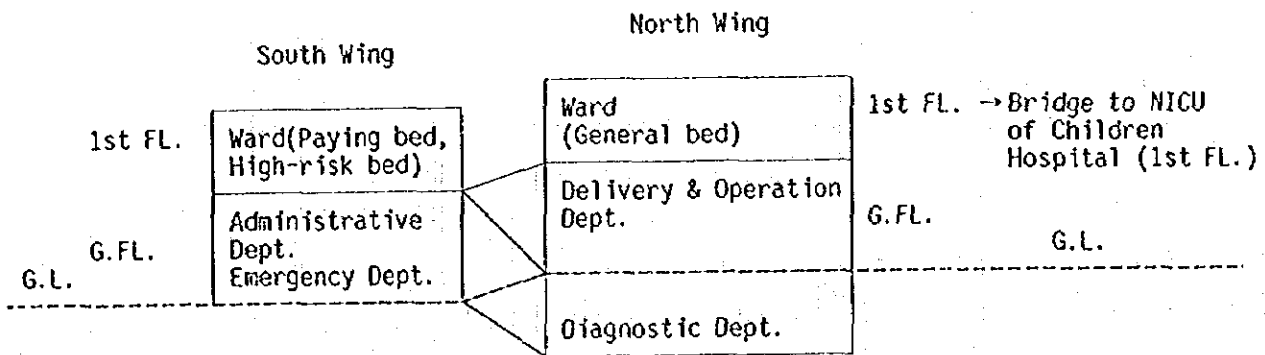 North Wing
South Wing
1st FL.
Ward(Paying bed,
High-risk bed)
Ward
(General bed)
1st FL. → Bridge to NICU
of Children
Hospital (1st FL.)
G.FL.
Administrative
Dept.
Emergency Dept.
Delivery & Operation
Dept.
G.FL.
G.L.
G.L.
Diagnostic Dept.